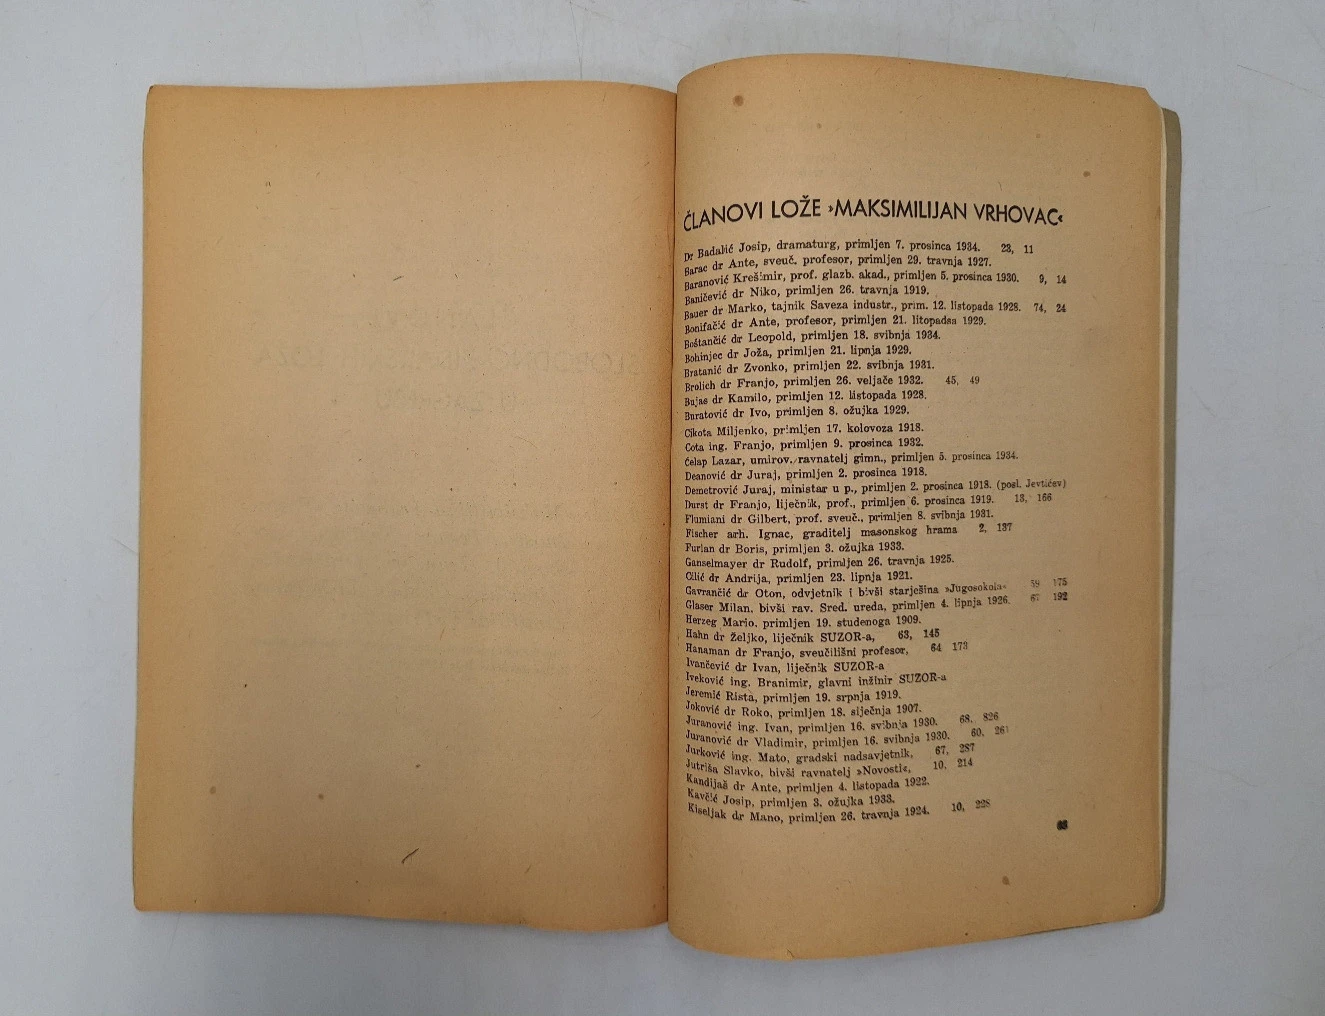 ČLANOVI LOŽE »MAKSIMILIJAN VRHOVAC«
Dr Badalić Josip, dramaturg, primljen 7. prosinca 1934. 23, 11
Barac dr Ante, sveuč. profesor, primljen 29. travnja 1927.
Baranović Krešimir, prof. glazb. akad., primljen 5. prosinca 1930. 9, 14
Baničević dr Niko, primljen 26. travnja 1919.
Bauer dr Marko, tajnik Saveza industr., prim. 12. listopada 1928. 74, 24
Bonifačić dr Ante, profesor, primljen 21. litopadsa 1929.
Boštančić dr Leopold, primljen 18. svibnja 1934.
Bohinjec dr Joža, primljen 21. lipnja 1929.
Bratanić dr Zvonko, primljen 22. svibnja 1931.
Brolich dr Franjo, primljen 26. veljače 1932. 45, 49
Bujas dr Kamilo, primljen 12. listopada 1928.
Buratović dr Ivo, primljen 8. ožujka 1929.
Cikota Miljenko, primljen 17. kolovoza 1918.
Cota ing. Franjo, primljen 9. prosinca 1932.
Ćelap Lazar, umirov. ravnatelj gimn., primljen 5. prosinca 1934.
Deanović dr Juraj, primljen 2. prosinca 1918.
Demetrović Juraj, ministar u p., primljen 2. prosinca 1918. (posl. Jevtićev)
Durst dr Franjo, liječnik, prof., primljen 6. prosinca 1919. 13, 166
Flumiani dr Gilbert, prof. sveuč., primljen 8. svibnja 1931.
Fischer arh. Ignac, graditelj masonskog hrama 2, 137
Furlan dr Boris, primljen 3. ožujka 1933.
Ganselmayer dr Rudolf, primljen 26. travnja 1925.
Gilić dr Andrija, primljen 23. lipnja 1921.
Gavrančić dr Oton, odvjetnik i bivši starješina »Jugosokola« 59 175
Glaser Milan, bivši rav. Sred. ureda, primljen 4. lipnja 1926. 67 192
Herzeg Mario, primljen 19. studenoga 1909.
Hahn dr Željko, liječnik SUZOR-a, 63, 145
Hanaman dr Franjo, sveučilišni profesor, 64 173
Ivančević dr Ivan, liječnik SUZOR-a
Iveković ing. Branimir, glavni inžinir SUZOR-a
Jeremić Rista, primljen 19. srpnja 1919.
Joković dr Roko, primljen 18. siječnja 1907.
Juranović ing. Ivan, primljen 16. svibnja 1930. 68, 826
Juranović dr Vladimir, primljen 16. svibnja 1930. 60, 261
Jurković ing. Mato, gradski nadsavjetnik, 67, 287
Jutriša Slavko, bivši ravnatelj »Novosti«, 10, 214
Kandijaš dr Ante, primljen 4. listopada 1922.
Kavčić Josip, primljen 3. ožujka 1933.
Kiseljak dr Mano, primljen 26. travnja 1924. 10, 228